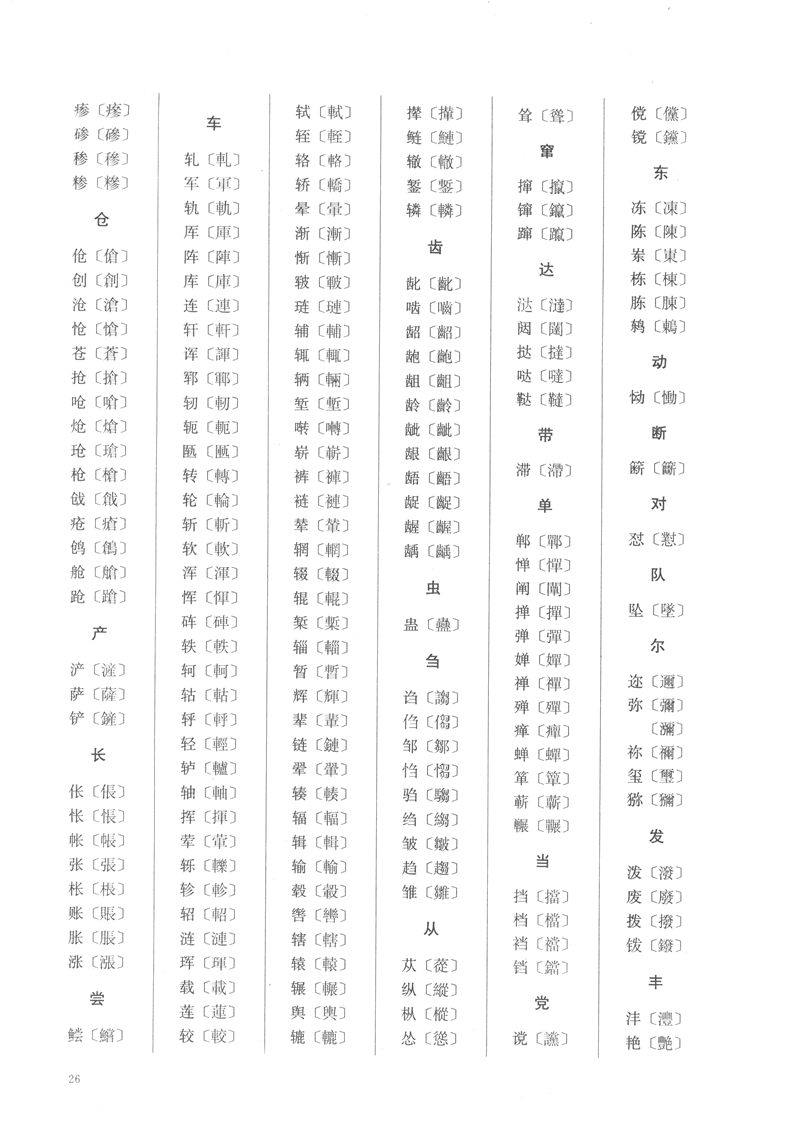 瘆〔瘮〕
碜〔磣〕
穇〔穇〕
糁〔糝〕
仓
伧〔傖〕
创〔創〕
沧〔滄〕
怆〔愴〕
苍〔蒼〕
抢〔搶〕
呛〔嗆〕
炝〔熗〕
玱〔瑲〕
枪〔槍〕
戗〔戧〕
疮〔瘡〕
鸧〔鶬〕
舱〔艙〕
跄〔蹌〕
产
浐〔滻〕
萨〔薩〕
铲〔鏟〕
长
伥〔倀〕
怅〔悵〕
帐〔帳〕
张〔張〕
枨〔棖〕
账〔賬〕
胀〔脹〕
涨〔漲〕
尝
鲿〔鱨〕
车
轧〔軋〕
军〔軍〕
轨〔軌〕
厍〔厙〕
阵〔陣〕
库〔庫〕
连〔連〕
轩〔軒〕
诨〔諢〕
郓〔鄆〕
轫〔軔〕
轭〔軛〕
匦〔匭〕
转〔轉〕
轮〔輪〕
斩〔斬〕
软〔軟〕
浑〔渾〕
恽〔惲〕
砗〔硨〕
轶〔軼〕
轲〔軻〕
轱〔軲〕
轷〔軤〕
轻〔輕〕
轳〔轤〕
轴〔軸〕
挥〔揮〕
荤〔葷〕
轹〔轢〕
轸〔軫〕
轺〔軺〕
涟〔漣〕
珲〔琿〕
载〔載〕
莲〔蓮〕
较〔較〕
轼〔軾〕
轾〔輊〕
辂〔輅〕
轿〔轎〕
晕〔暈〕
渐〔漸〕
惭〔慚〕
皲〔皸〕
琏〔璉〕
辅〔輔〕
辄〔輒〕
辆〔輛〕
堑〔塹〕
啭〔囀〕
崭〔嶄〕
裤〔褲〕
裢〔褳〕
辇〔輦〕
辋〔輞〕
辍〔輟〕
辊〔輥〕
椠〔槧〕
辎〔輜〕
暂〔暫〕
辉〔輝〕
辈〔輩〕
链〔鏈〕
翚〔翬〕
辏〔輳〕
辐〔輻〕
辑〔輯〕
输〔輸〕
毂〔轂〕
辔〔轡〕
辖〔轄〕
辕〔轅〕
辗〔輾〕
舆〔輿〕
辘〔轆〕
撵〔攆〕
鲢〔鰱〕
辙〔轍〕
錾〔鏨〕
辚〔轔〕
齿
龀〔齔〕
啮〔嚙〕
龆〔齠〕
龅〔齙〕
龃〔齟〕
龄〔齡〕
龇〔齜〕
龈〔齦〕
龉〔齬〕
龊〔齪〕
龌〔齷〕
龋〔齲〕
虫
蛊〔蠱〕
刍
诌〔謅〕
㑇〔㑳〕
邹〔鄒〕
㤘〔㥮〕
驺〔騶〕
绉〔縐〕
皱〔皺〕
趋〔趨〕
雏〔雛〕
从
苁〔蓯〕
纵〔縱〕
枞〔樅〕
怂〔慫〕
耸〔聳〕
窜
撺〔攛〕
镩〔鑹〕
蹿〔躥〕
达
㳠〔澾〕
闼〔闥〕
挞〔撻〕
哒〔噠〕
鞑〔韃〕
带
滞〔滯〕
单
郸〔鄲〕
惮〔憚〕
阐〔闡〕
掸〔撣〕
弹〔彈〕
婵〔嬋〕
禅〔禪〕
殚〔殫〕
瘅〔癉〕
蝉〔蟬〕
箪〔簞〕
蕲〔蘄〕
冁〔囅〕
当
挡〔擋〕
档〔檔〕
裆〔襠〕
铛〔鐺〕
党
谠〔讜〕
傥〔儻〕
镋〔钂〕
东
冻〔凍〕
陈〔陳〕
岽〔崬〕
栋〔棟〕
胨〔腖〕
鸫〔鶇〕
动
恸〔慟〕
断
簖〔籪〕
对
怼〔懟〕
队
坠〔墜〕
尔
迩〔邇〕
弥〔彌〕
〔瀰〕
祢〔禰〕
玺〔璽〕
猕〔獼〕
发
泼〔潑〕
废〔廢〕
拨〔撥〕
䥽〔鏺〕
丰
沣〔灃〕
艳〔艷〕
26